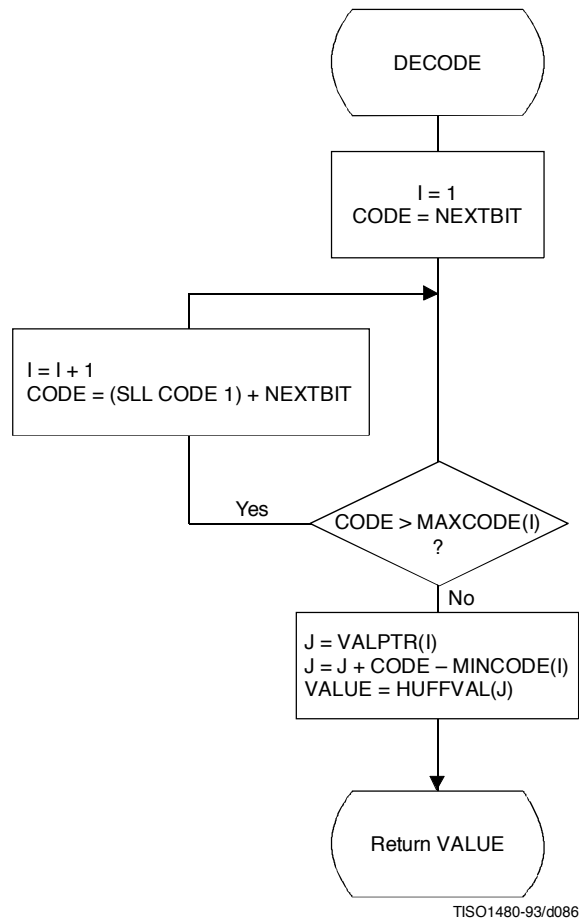 DECODE
I = 1
CODE = NEXTBIT
I = I + 1
CODE = (SLL CODE 1) + NEXTBIT
Yes
CODE > MAXCODE(I)
?
No
J = VALPTR(I)
J = J + CODE – MINCODE(I)
VALUE = HUFFVAL(J)
Return VALUE
TISO1480-93/d086